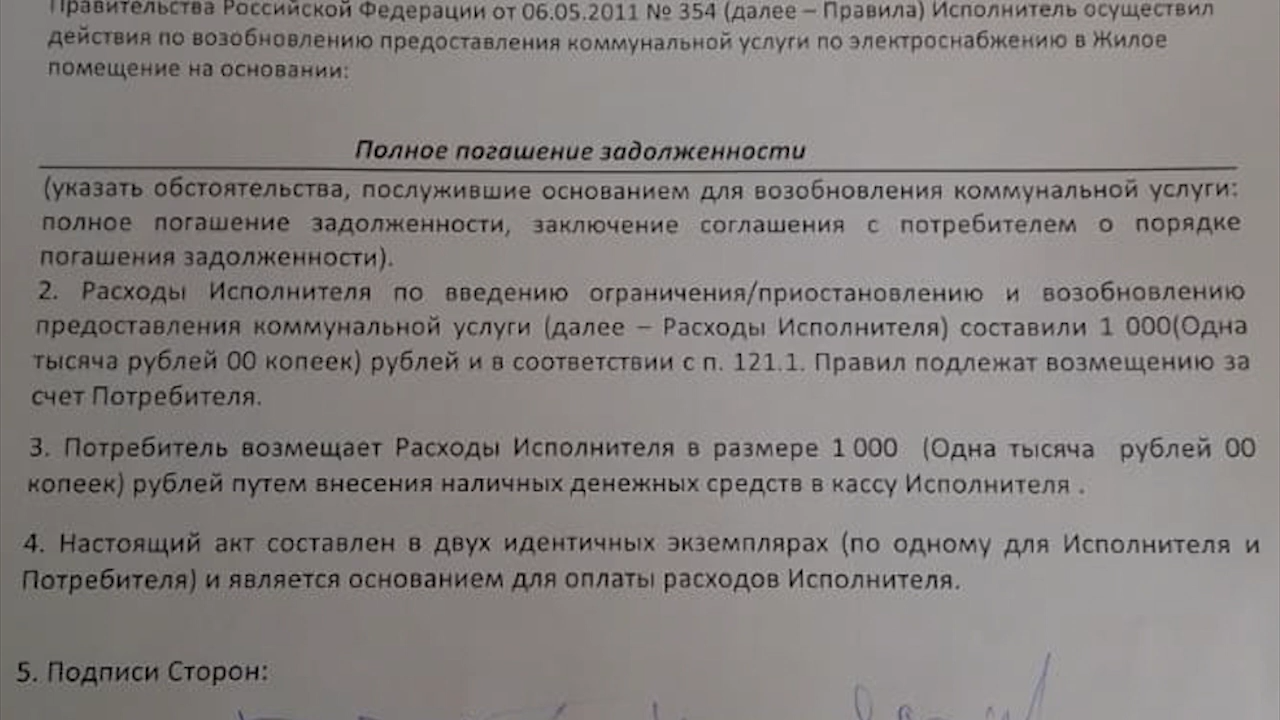 Правительства Российской Федерации от 06.05.2011 № 354 (далее – Правила) Исполнитель осуществил
действия по возобновлению предоставления коммунальной услуги по электроснабжению в Жилое
помещение на основании:
Полное погашение задолженности
(указать обстоятельства, послужившие основанием для возобновления коммунальной услуги:
полное погашение задолженности, заключение соглашения с потребителем о порядке
погашения задолженности).
2. Расходы Исполнителя по введению ограничения/приостановлению и возобновлению
предоставления коммунальной услуги (далее – Расходы Исполнителя) составили 1 000(Одна
тысяча рублей 00 копеек) рублей и в соответствии с п. 121.1. Правил подлежат возмещению за
счет Потребителя.
3. Потребитель возмещает Расходы Исполнителя в размере 1 000 (Одна тысяча рублей 00
копеек) рублей путем внесения наличных денежных средств в кассу Исполнителя .
4. Настоящий акт составлен в двух идентичных экземплярах (по одному для Исполнителя и
Потребителя) и является основанием для оплаты расходов Исполнителя.
5. Подписи Сторон: